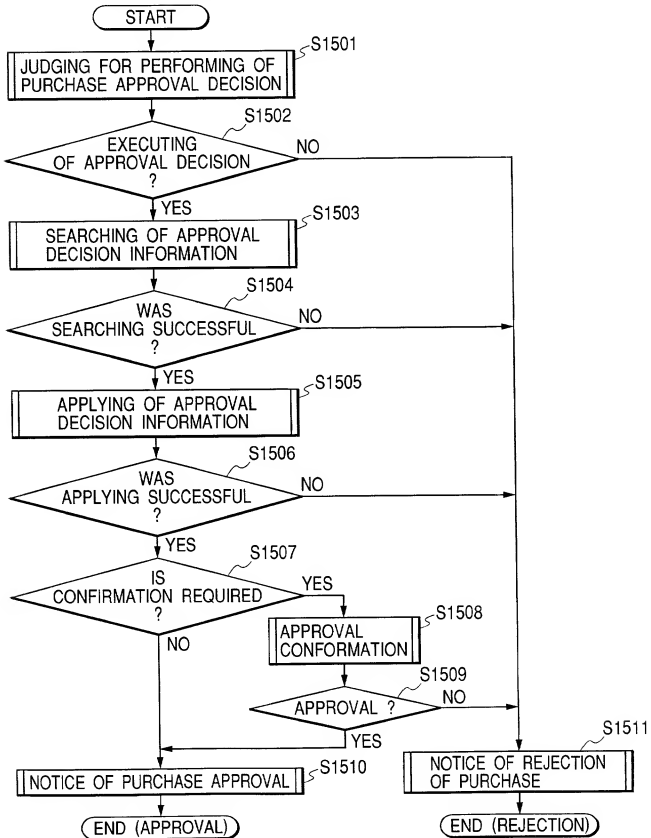 START
S1501
JUDGING FOR PERFORMING OF
PURCHASE APPROVAL DECISION
S1502
EXECUTING
OF APPROVAL DECISION
?
NO
YES
S1503
SEARCHING OF APPROVAL
DECISION INFORMATION
S1504
WAS
SEARCHING SUCCESSFUL
?
NO
YES
S1505
APPLYING OF APPROVAL
DECISION INFORMATION
S1506
WAS
APPLYING SUCCESSFUL
?
NO
YES
S1507
IS
CONFIRMATION REQUIRED
?
YES
NO
S1508
APPROVAL
CONFORMATION
S1509
APPROVAL ?
NO
YES
S1510
NOTICE OF PURCHASE APPROVAL
END (APPROVAL)
S1511
NOTICE OF REJECTION
OF PURCHASE
END (REJECTION)